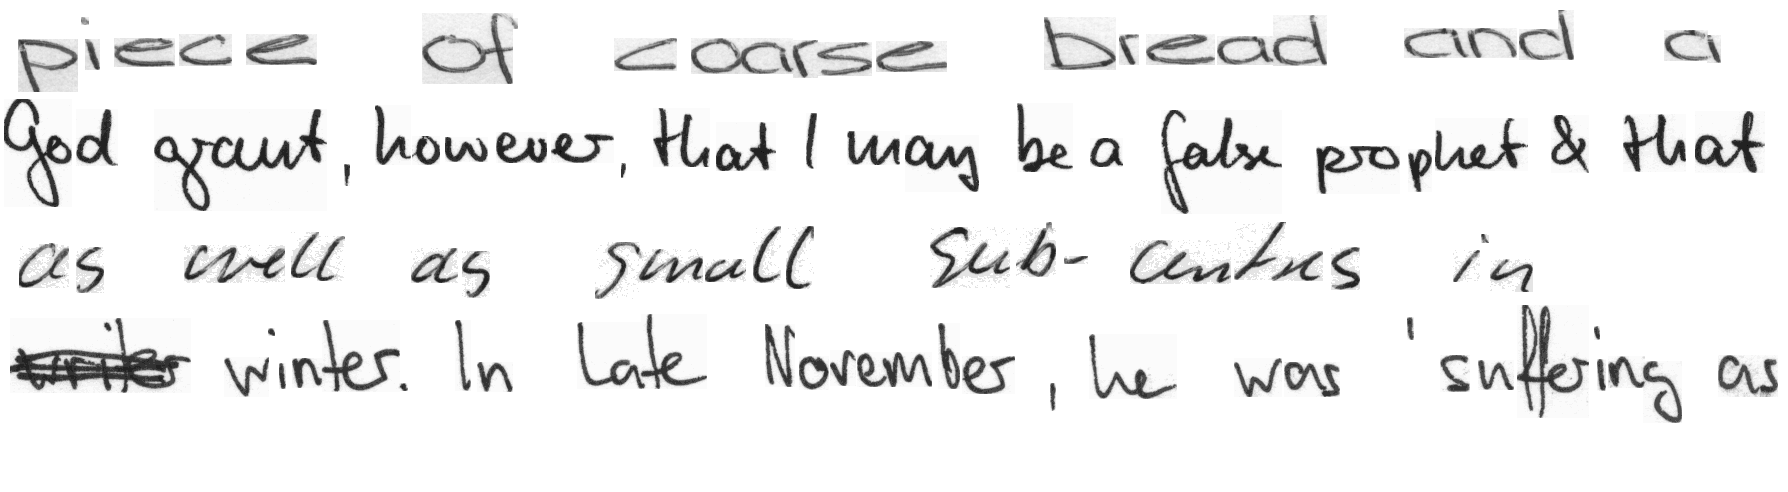 piece of coarse bread and a
God grant, however, that I may be a false prophet & that
as well as small sub-centres in
winter. In late November, he was 'suffering as